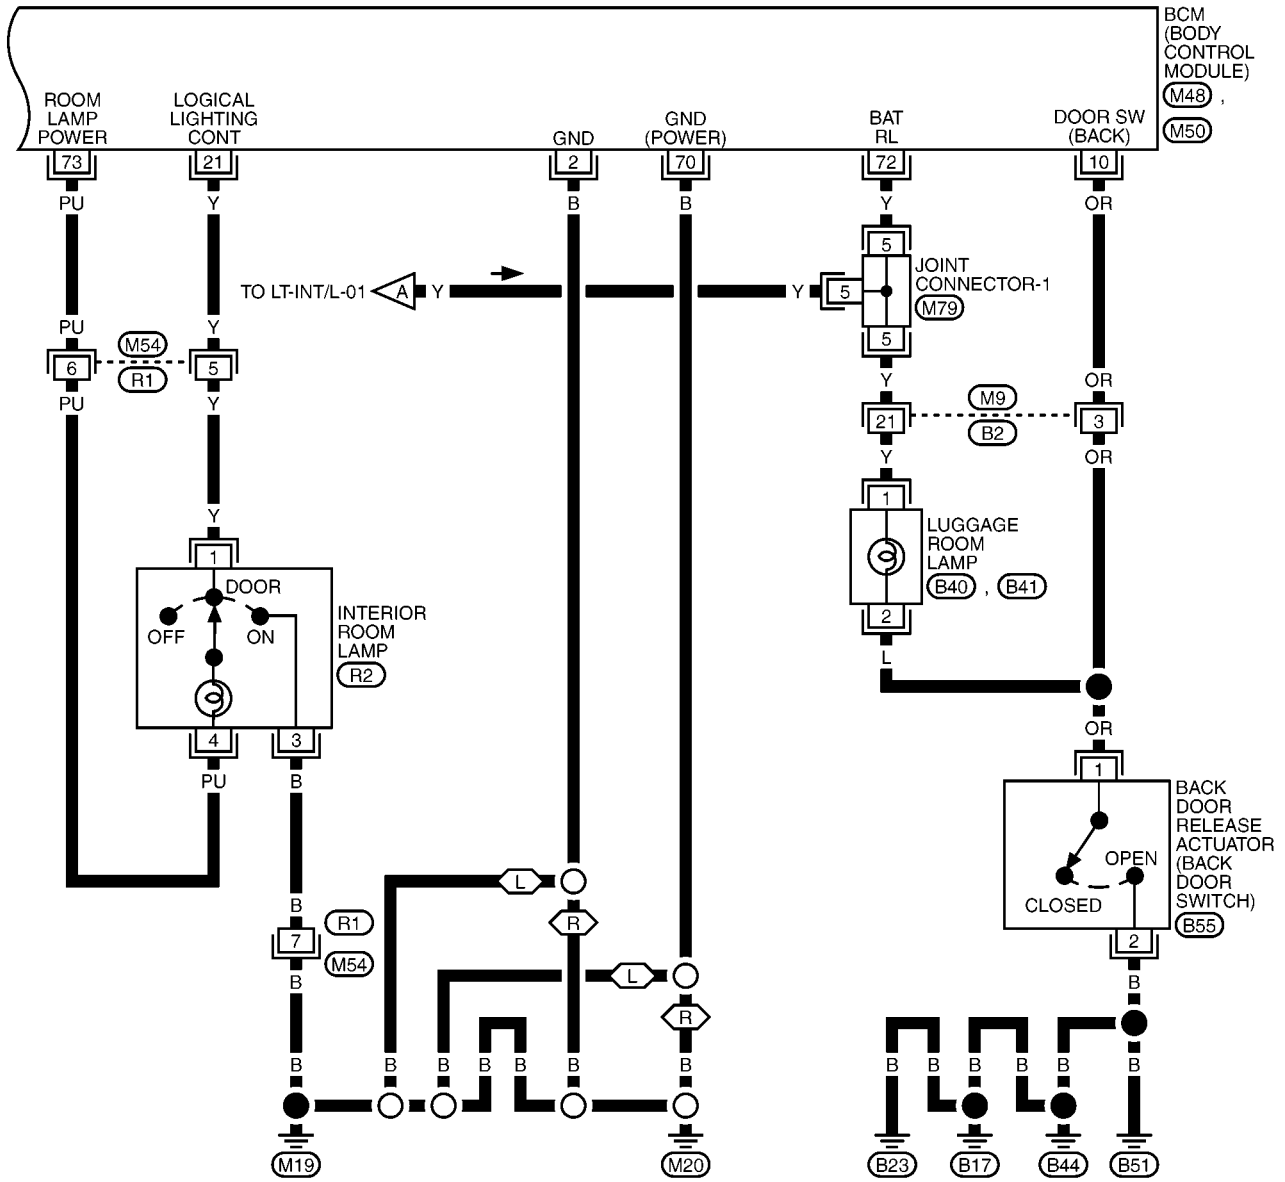 BCM
(BODY
CONTROL
MODULE)
M48 ,
M50
ROOM
LAMP
POWER
LOGICAL
LIGHTING
CONT
GND
GND
(POWER)
BAT
RL
DOOR SW
(BACK)
73
21
2
70
72
10
PU
Y
B
B
Y
OR
5
JOINT
CONNECTOR-1
M79
TO LT-INT/L-01
A
Y
Y
5
5
PU
Y
M54
R1
6
5
PU
Y
Y
OR
M9
B2
21
3
Y
OR
Y
1
1
LUGGAGE
ROOM
LAMP
B40 , B41
2
L
DOOR
OFF
ON
INTERIOR
ROOM
LAMP
R2
4
3
PU
B
OR
1
BACK
DOOR
RELEASE
ACTUATOR
(BACK
DOOR
SWITCH)
B55
OPEN
CLOSED
2
B
L
R
B
R1
7
M54
B
L
R
B
B
B
B
B
B
B
B
B
B
B
B
B
M19
M20
B23
B17
B44
B51